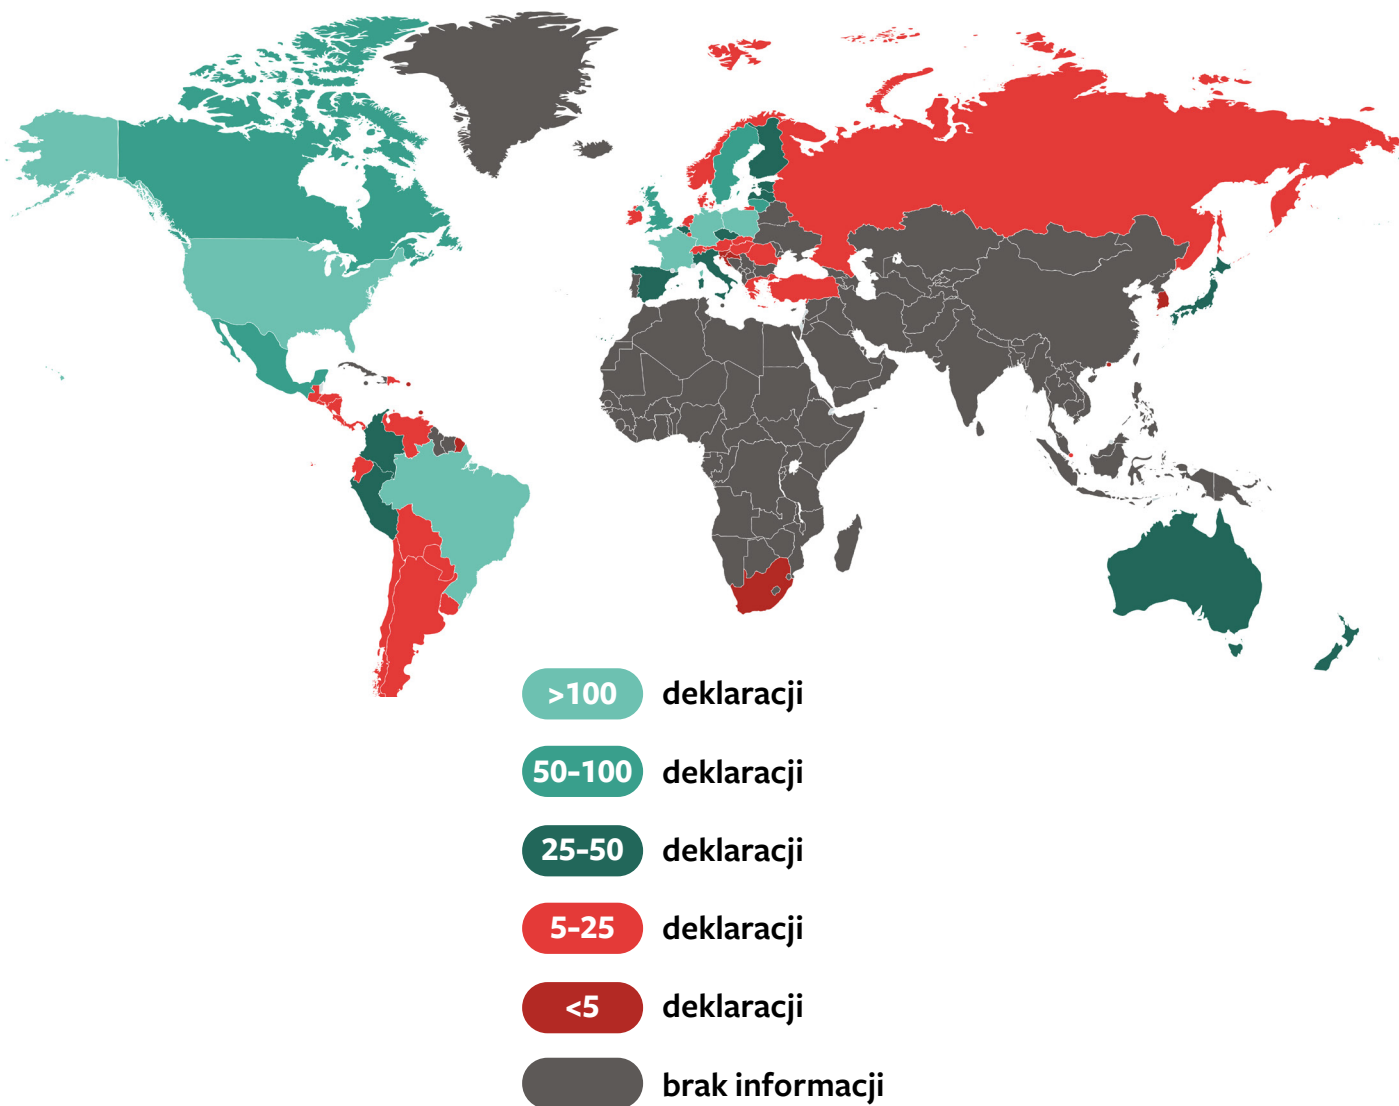 >100 deklaracji
50-100 deklaracji
25-50 deklaracji
5-25 deklaracji
<5 deklaracji
brak informacji